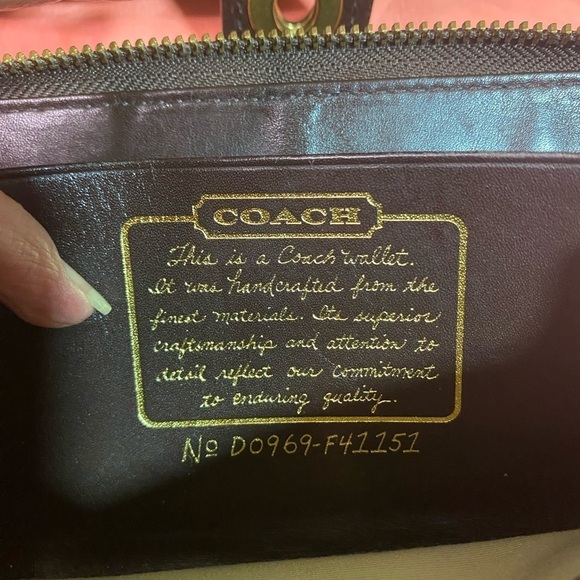 COACH
This is a Coach wallet.
It was handcrafted from the
finest materials. Its superior
craftsmanship and attention to
detail reflect our commitment
to enduring quality.
No D0969-F41151